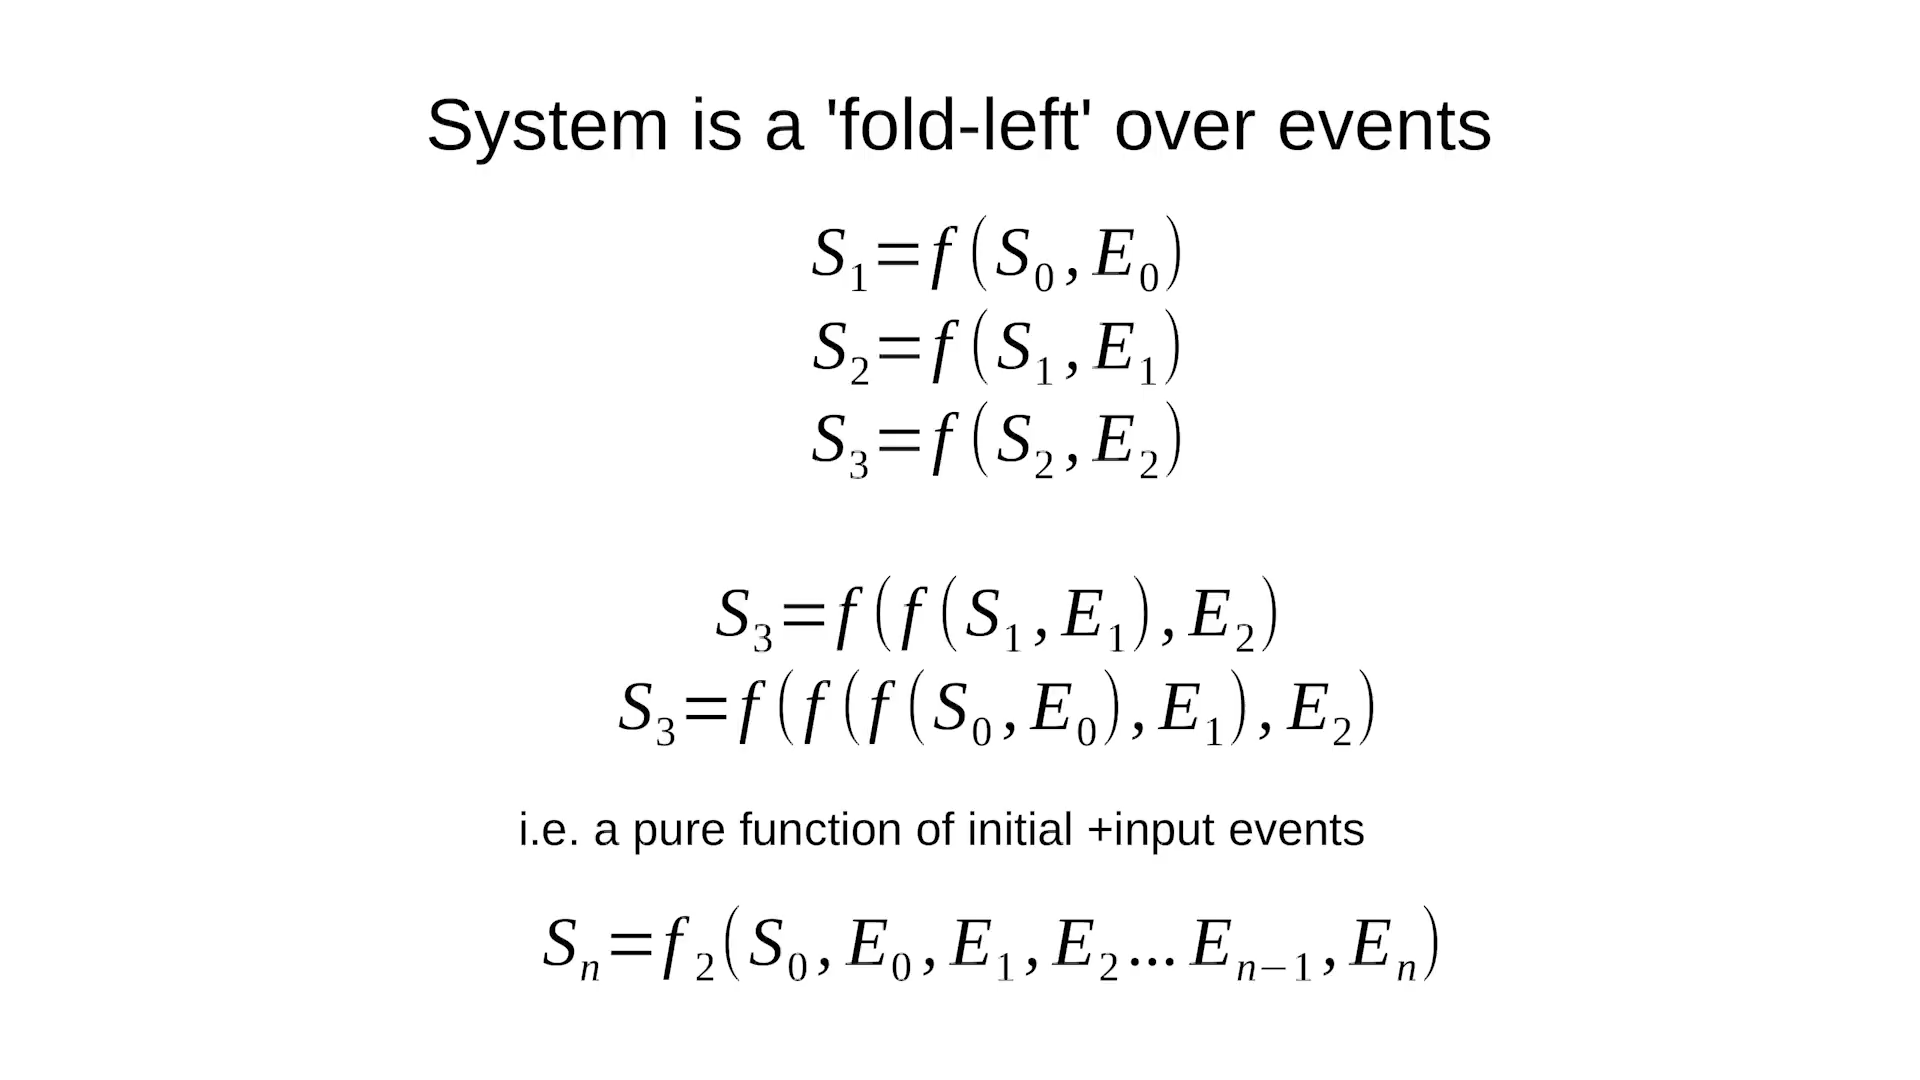 System is a 'fold-left' over events
S₁=f(S₀,E₀)
S₂=f(S₁,E₁)
S₃=f(S₂,E₂)
S₃=f(f(S₁,E₁),E₂)
S₃=f(f(f(S₀,E₀),E₁),E₂)
i.e. a pure function of initial +input events
Sₙ=f₂(S₀,E₀,E₁,E₂...Eₙ₋₁,Eₙ)